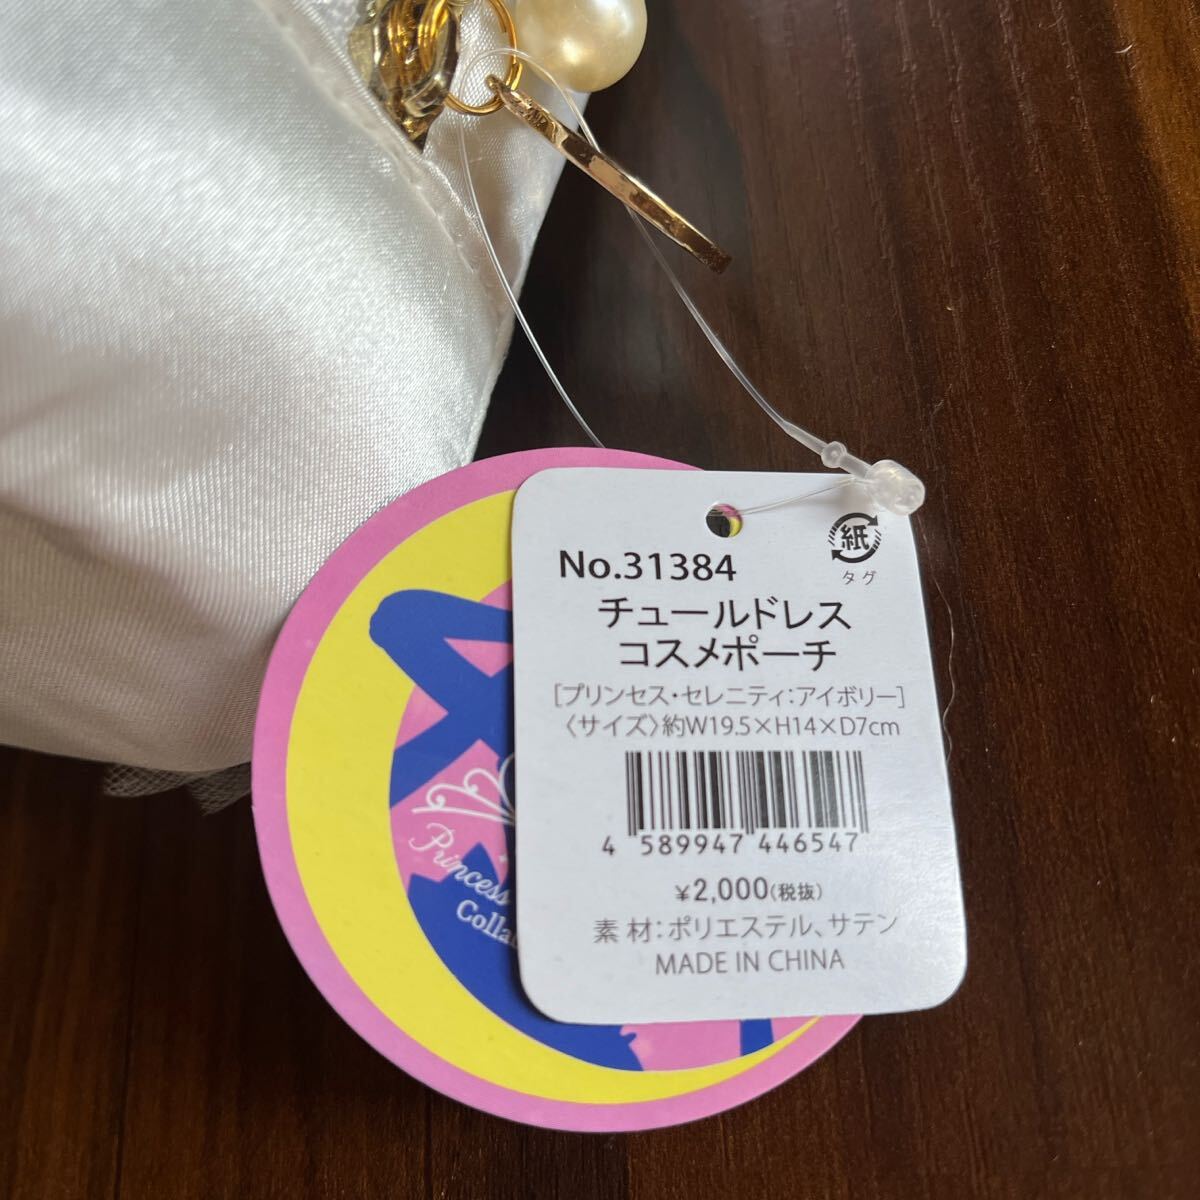 紙
タグ
No.31384
チュールドレス
コスメポーチ
[プリンセス・セレニティ:アイボリー]
〈サイズ〉約W19.5×H14×D7cm
4 589947 446547
¥2,000(税抜)
素 材:ポリエステル、サテン
MADE IN CHINA
Princess